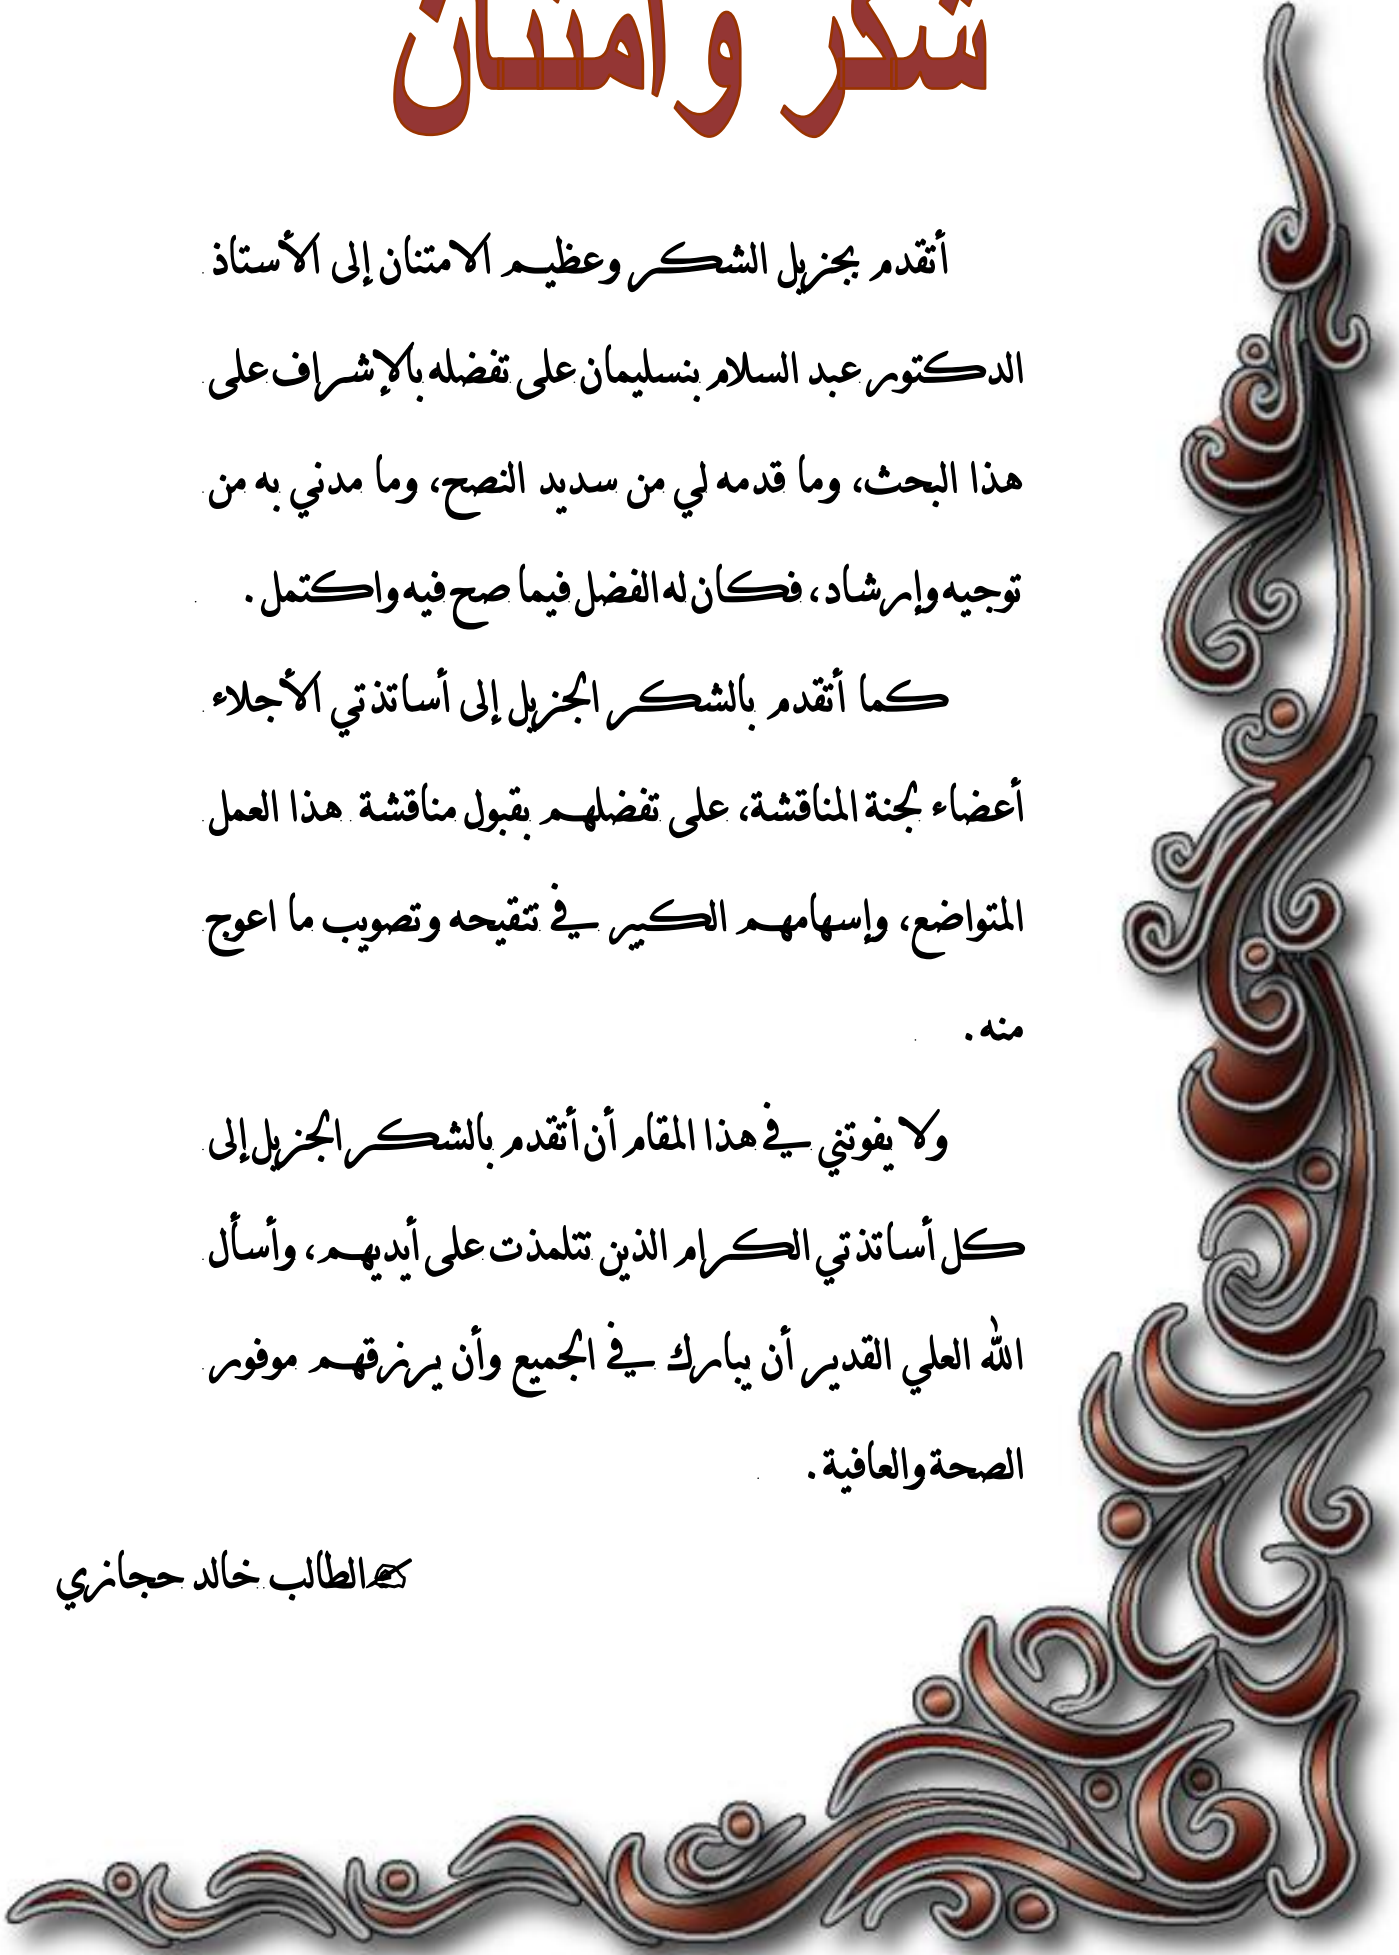 شكر وامتنان
أتقدم بجزيل الشكر وعظيم الامتنان إلى الأستاذ
الدكتور عبد السلام بنسليمان على تفضله بالإشراف على
هذا البحث، وما قدمه لي من سديد النصح، وما مدني به من
توجيه وإرشاد، فكان له الفضل فيما صح فيه واكتمل.
كما أتقدم بالشكر الجزيل إلى أساتذتي الأجلاء
أعضاء لجنة المناقشة، على تفضلهم بقبول مناقشة هذا العمل
المتواضع، وإسهامهم الكبير في تنقيحه وتصويب ما اعوج
منه.
ولا يفوتني في هذا المقام أن أتقدم بالشكر الجزيل إلى
كل أساتذتي الكرام الذين تتلمذت على أيديهم، وأسأل
الله العلي القدير أن يبارك في الجميع وأن يرزقهم موفور
الصحة والعافية.
الطالب خالد حجازي